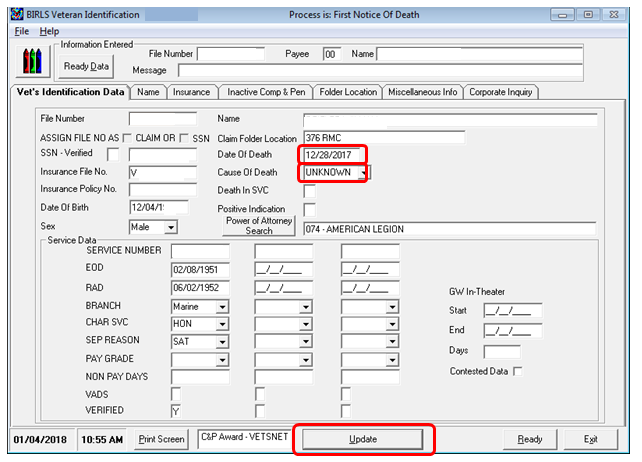 BIRLS Veteran Identification Process is: First Notice Of Death
File Help
Information Entered
File Number Payee 00 Name
Ready Data
Message
Vet's Identification Data Name Insurance Inactive Comp & Pen Folder Location Miscellaneous Info Corporate Inquiry
File Number Name
ASSIGN FILE NO AS CLAIM OR SSN Claim Folder Location 376 RMC
SSN - Verified Date Of Death 12/28/2017
Insurance File No. V Cause Of Death UNKNOWN
Insurance Policy No. Death In SVC
Date Of Birth 12/04/1 Positive Indication
Sex Male Power of Attorney Search 074 - AMERICAN LEGION
Service Data
SERVICE NUMBER
EOD 02/08/1951 __/__/____ __/__/____
RAD 06/02/1952 __/__/____ __/__/____
GW In-Theater
BRANCH Marine Start __/__/____
CHAR SVC HON End __/__/____
SEP REASON SAT Days
PAY GRADE Contested Data
NON PAY DAYS
VADS
VERIFIED Y
01/04/2018 10:55 AM Print Screen C&P Award - VETSNET Update Ready Exit